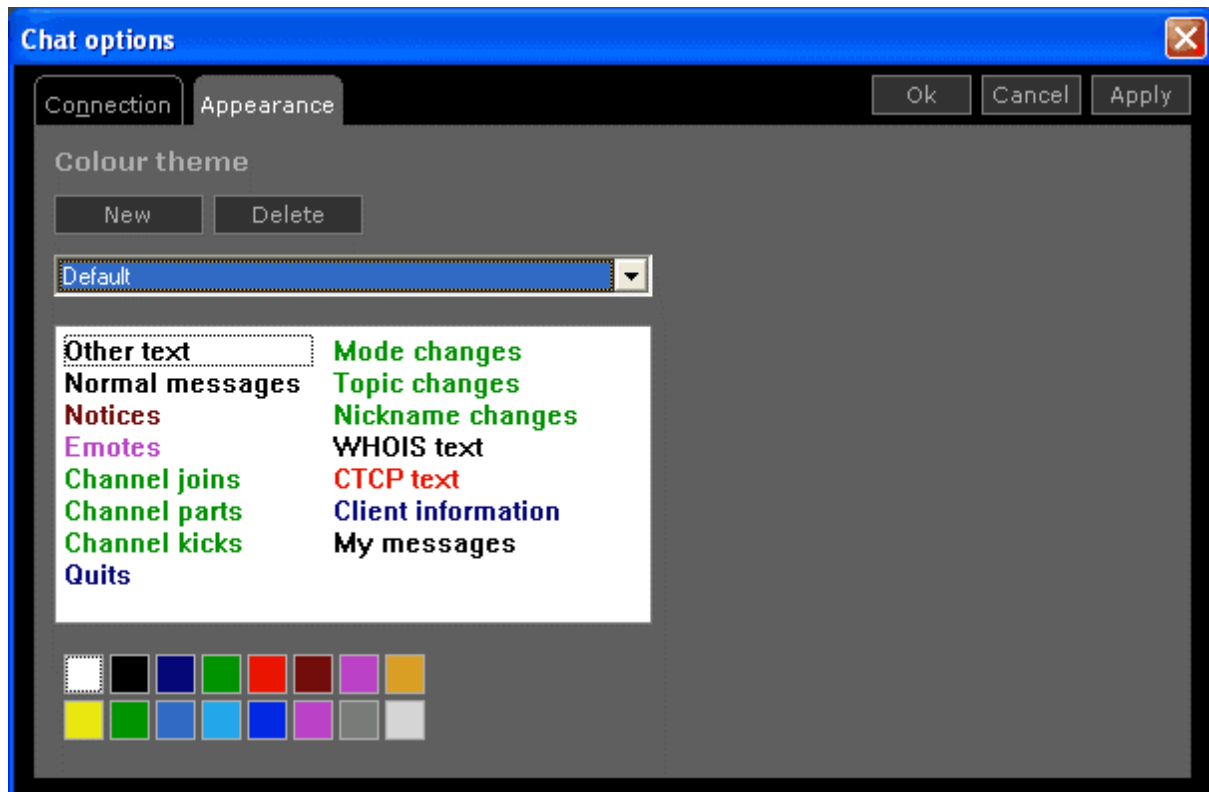 Chat options
Connection Appearance Ok Cancel Apply
Colour theme
New Delete
Default
Other text Mode changes
Normal messages Topic changes
Notices Nickname changes
Emotes WHOIS text
Channel joins CTCP text
Channel parts Client information
Channel kicks My messages
Quits